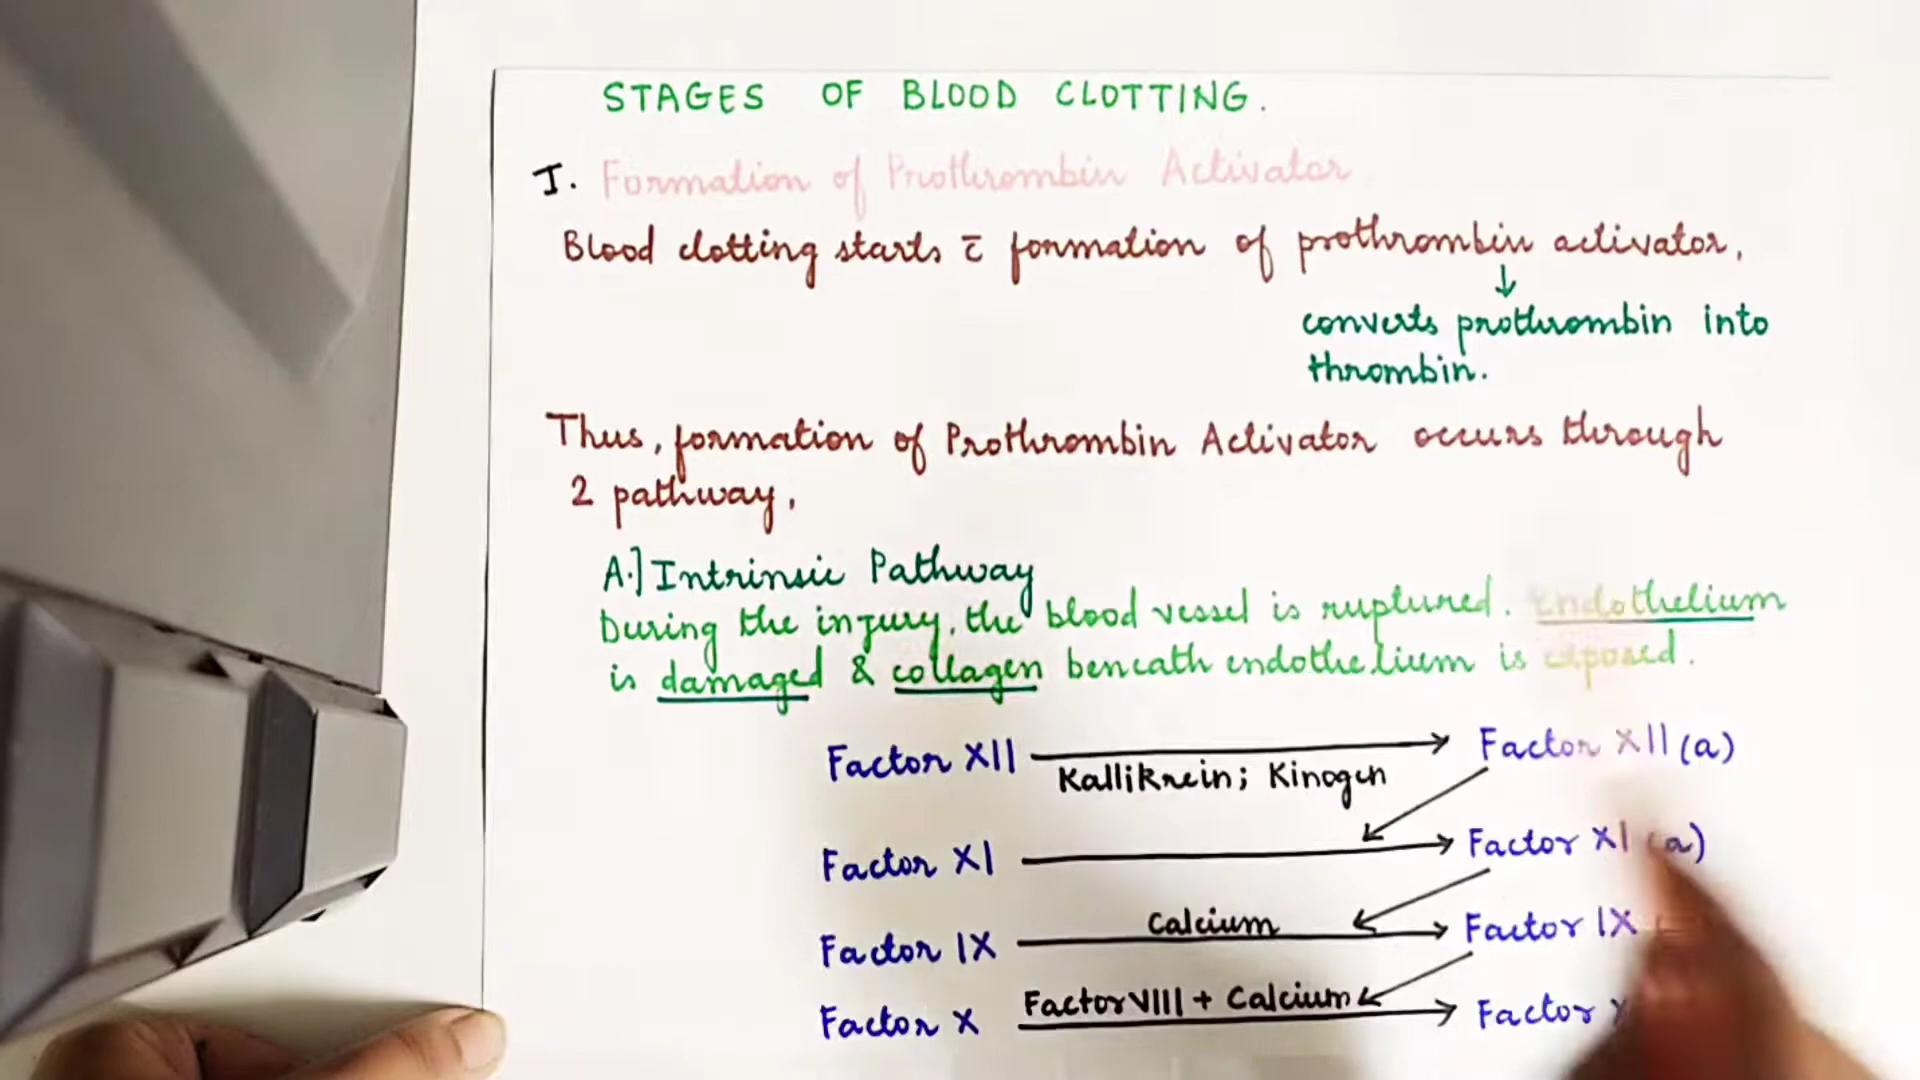 STAGES OF BLOOD CLOTTING.
I. Formation of Prothrombin Activator
Blood clotting starts c̄ formation of prothrombin activator.
↓
converts prothrombin into
thrombin.
Thus, formation of Prothrombin Activator occurs through
2 pathway,
A.] Intrinsic Pathway
During the injury, the blood vessel is ruptured. Endothelium
is damaged & collagen beneath endothelium is exposed.
Factor XII → Factor XII (a)
Kallikrein; Kinogen
Factor XI → Factor XI (a)
Calcium
Factor IX → Factor IX
Factor VIII + Calcium
Factor X → Factor